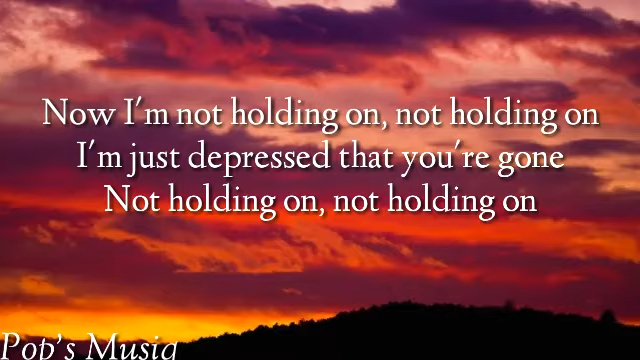 Now I'm not holding on, not holding on
I'm just depressed that you're gone
Not holding on, not holding on
Pop's Musiq